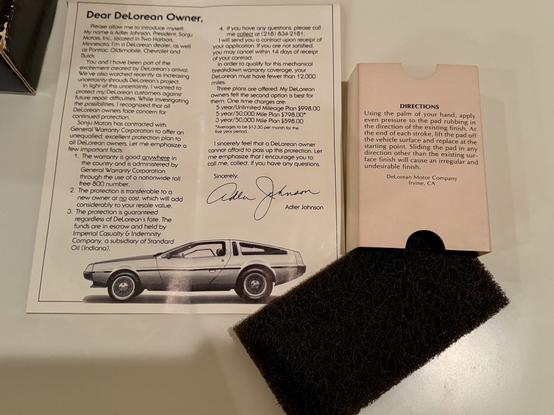 Dear DeLorean Owner,
Please allow me to introduce myself.
My name is Adler Johnson, President, Sonju
Motors, Inc., located in Two Harbors,
Minnesota. I'm a DeLorean dealer, as well
as Pontiac, Oldsmobile, Chevrolet and
Buick.
You and I have been part of the
excitement created by DeLorean's arrival.
We've also watched recently as increasing
uncertainty shrouds DeLorean's project.
In light of this uncertainty, I wanted to
protect my DeLorean customers against
future repair difficulties. While investigating
the possibilities, I recognized that all
DeLorean owners face concern for
continued protection.
Sonju Motors has contracted with
General Warranty Corporation to offer an
unequalled, excellent protection plan to
all DeLorean Owners. Let me emphasize a
few important facts:
1. The warranty is good anywhere in
the country and is administered by
General Warranty Corporation
through the use of a nationwide toll
free 800 number.
2. The protection is transferable to a
new owner at no cost, which will add
considerably to your resale value.
3. The protection is guaranteed
regardless of DeLorean's fate. The
funds are in escrow and held by
Imperial Casualty & Indemnity
Company, a subsidiary of Standard
Oil (Indiana).
4. If you have any questions, please call
me collect at (218) 834-2181.
I will send you a contract upon receipt of
your application. If you are not satisfied,
you may cancel within 14 days of receipt
of your contract.
In order to qualify for this mechanical
breakdown warranty coverage, your
DeLorean must have fewer than 12,000
miles.
Three plans are offered. My DeLorean
owners felt the second option is best for
them. One time charges are:
5 year/Unlimited Mileage Plan $998.00
5 year/50,000 Mile Plan $798.00*
3 year/50,000 Mile Plan $598.00
*Averages to be $13.30 per month for the
five year period.
I sincerely feel that a DeLorean owner
cannot afford to pass up this protection. Let
me emphasize that I encourage you to
call me, collect, if you have any questions.
Sincerely,
Adler Johnson
Adler Johnson
DIRECTIONS
Using the palm of your hand, apply
even pressure to the pad rubbing in
the direction of the existing finish. At
the end of each stroke, lift the pad off
the vehicle surface and replace at the
starting point. Sliding the pad in any
direction other than the existing sur-
face finish will cause an irregular and
undesirable finish.
DeLorean Motor Company
Irvine, CA